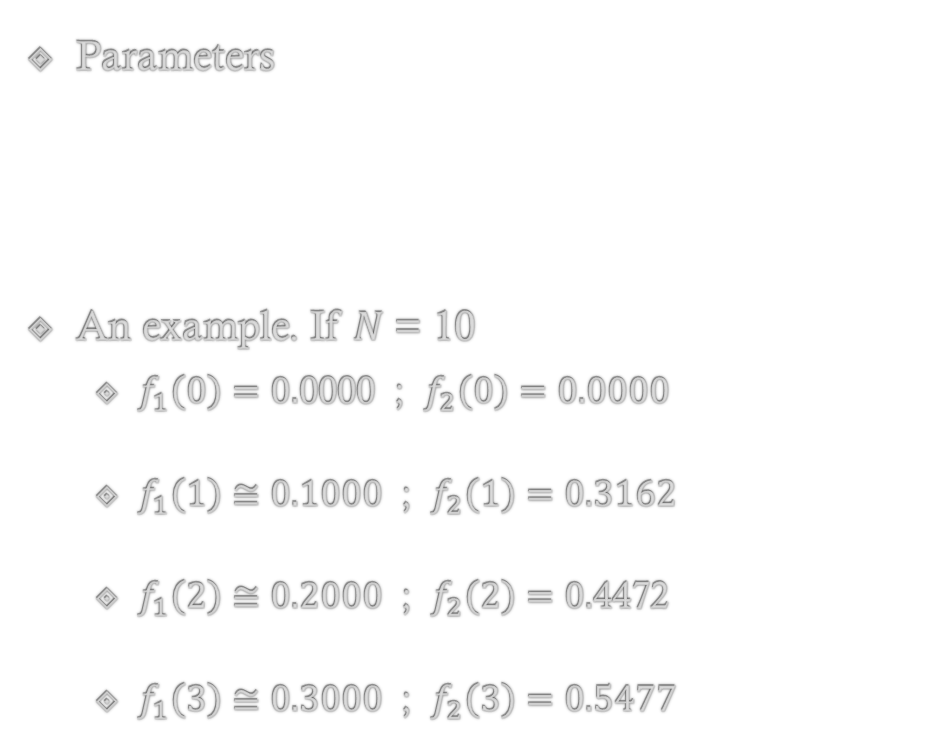 Parameters
An example. If N = 10
f₁(0) = 0.0000 ; f₂(0) = 0.0000
f₁(1) ≅ 0.1000 ; f₂(1) = 0.3162
f₁(2) ≅ 0.2000 ; f₂(2) = 0.4472
f₁(3) ≅ 0.3000 ; f₂(3) = 0.5477